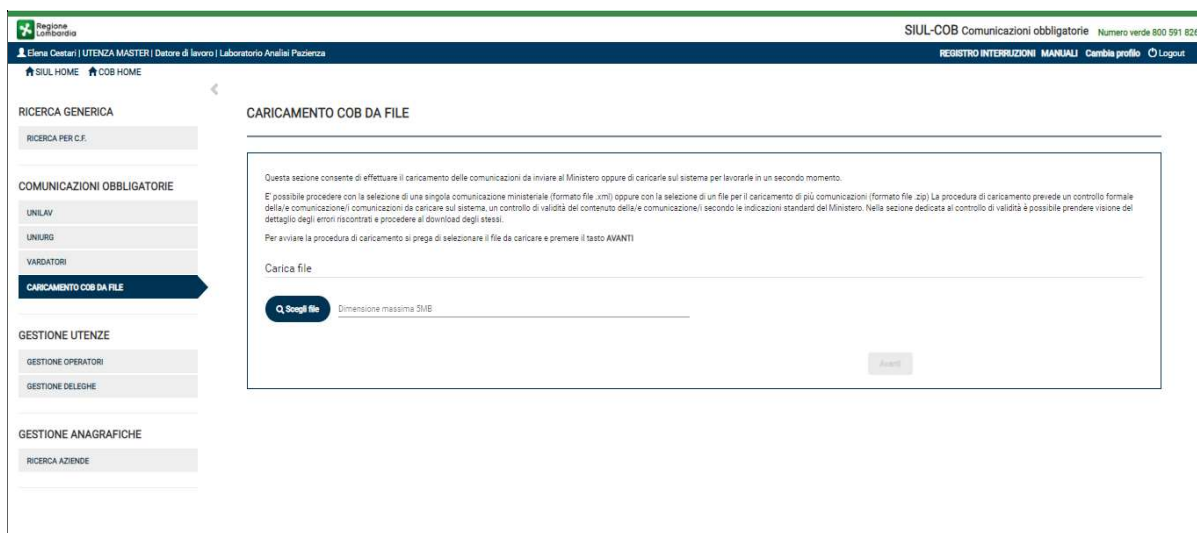 Regione
Lombardia
SIUL-COB Comunicazioni obbligatorie Numero verde 800 591 826
Elena Cestari | UTENZA MASTER | Datore di lavoro | Laboratorio Analisi Pazienza
REGISTRO INTERRUZIONI MANUALI Cambia profilo Logout
SIUL HOME COB HOME
RICERCA GENERICA
RICERCA PER C.F.
COMUNICAZIONI OBBLIGATORIE
UNILAV
UNIURG
VARDATORI
CARICAMENTO COB DA FILE
GESTIONE UTENZE
GESTIONE OPERATORI
GESTIONE DELEGHE
GESTIONE ANAGRAFICHE
RICERCA AZIENDE
CARICAMENTO COB DA FILE
Questa sezione consente di effettuare il caricamento delle comunicazioni da inviare al Ministero oppure di caricarle sul sistema per lavorarle in un secondo momento.
E' possibile procedere con la selezione di una singola comunicazione ministeriale (formato file .xml) oppure con la selezione di un file per il caricamento di più comunicazioni (formato file .zip) La procedura di caricamento prevede un controllo formale
della/e comunicazione/i comunicazioni da caricare sul sistema, un controllo di validità del contenuto della/e comunicazione/i secondo le indicazioni standard del Ministero. Nella sezione dedicata al controllo di validità è possibile prendere visione del
dettaglio degli errori riscontrati e procedere al download degli stessi.
Per avviare la procedura di caricamento si prega di selezionare il file da caricare e premere il tasto AVANTI
Carica file
Scegli file Dimensione massima 5MB
Avanti